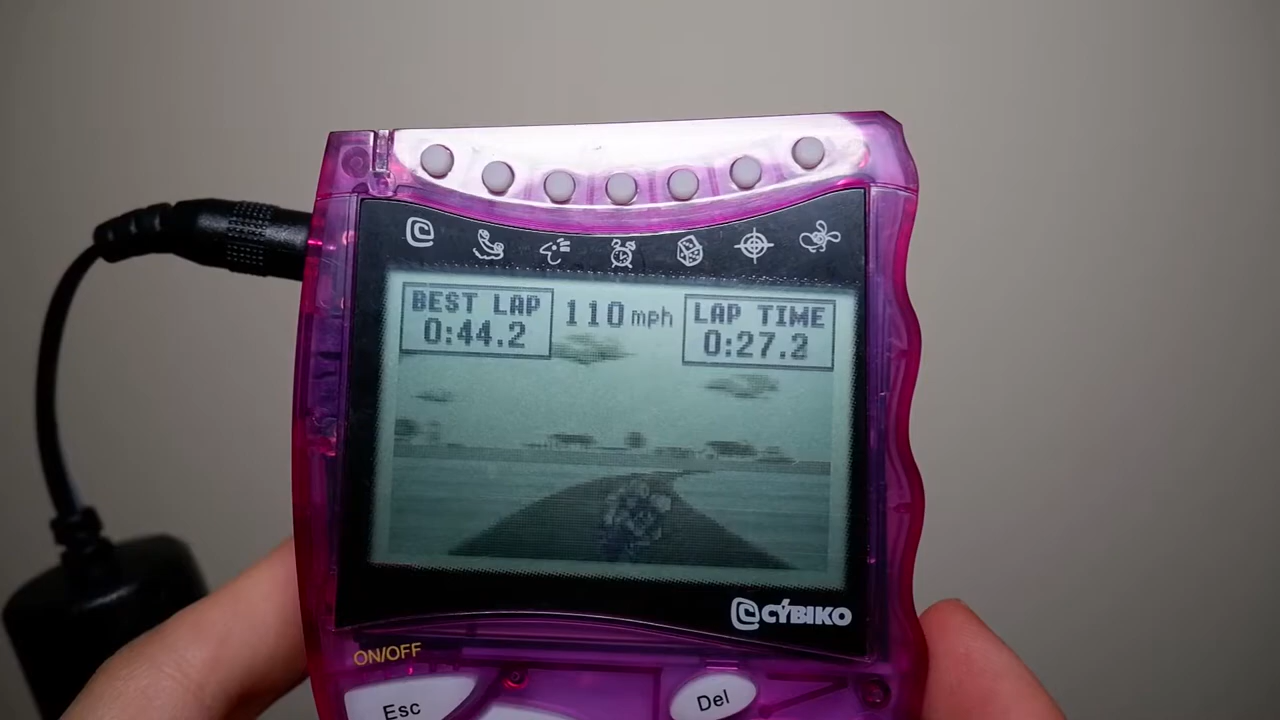 BEST LAP
0:44.2
110 mph
LAP TIME
0:27.2
CYBIKO
ON/OFF
Esc
Del